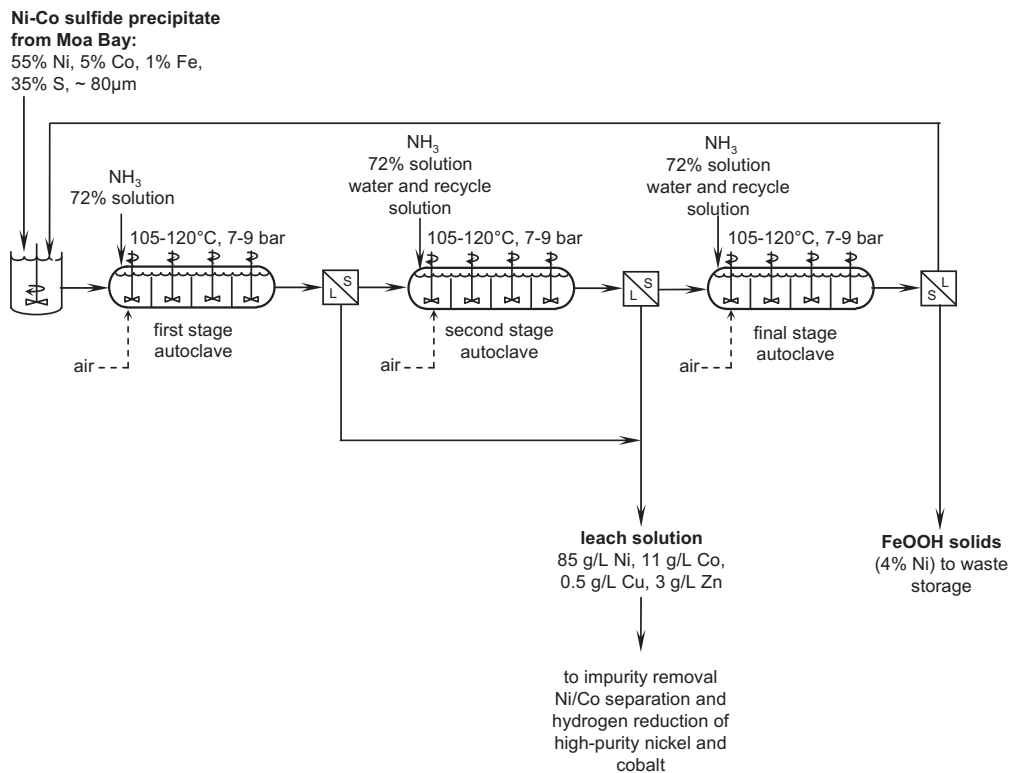 Ni-Co sulfide precipitate
from Moa Bay:
55% Ni, 5% Co, 1% Fe,
35% S, ~ 80µm
NH3
72% solution
NH3
72% solution
water and recycle
solution
NH3
72% solution
water and recycle
solution
105-120°C, 7-9 bar
105-120°C, 7-9 bar
105-120°C, 7-9 bar
S
L
S
L
L
S
first stage
autoclave
second stage
autoclave
final stage
autoclave
air
air
air
leach solution
85 g/L Ni, 11 g/L Co,
0.5 g/L Cu, 3 g/L Zn
FeOOH solids
(4% Ni) to waste
storage
to impurity removal
Ni/Co separation and
hydrogen reduction of
high-purity nickel and
cobalt